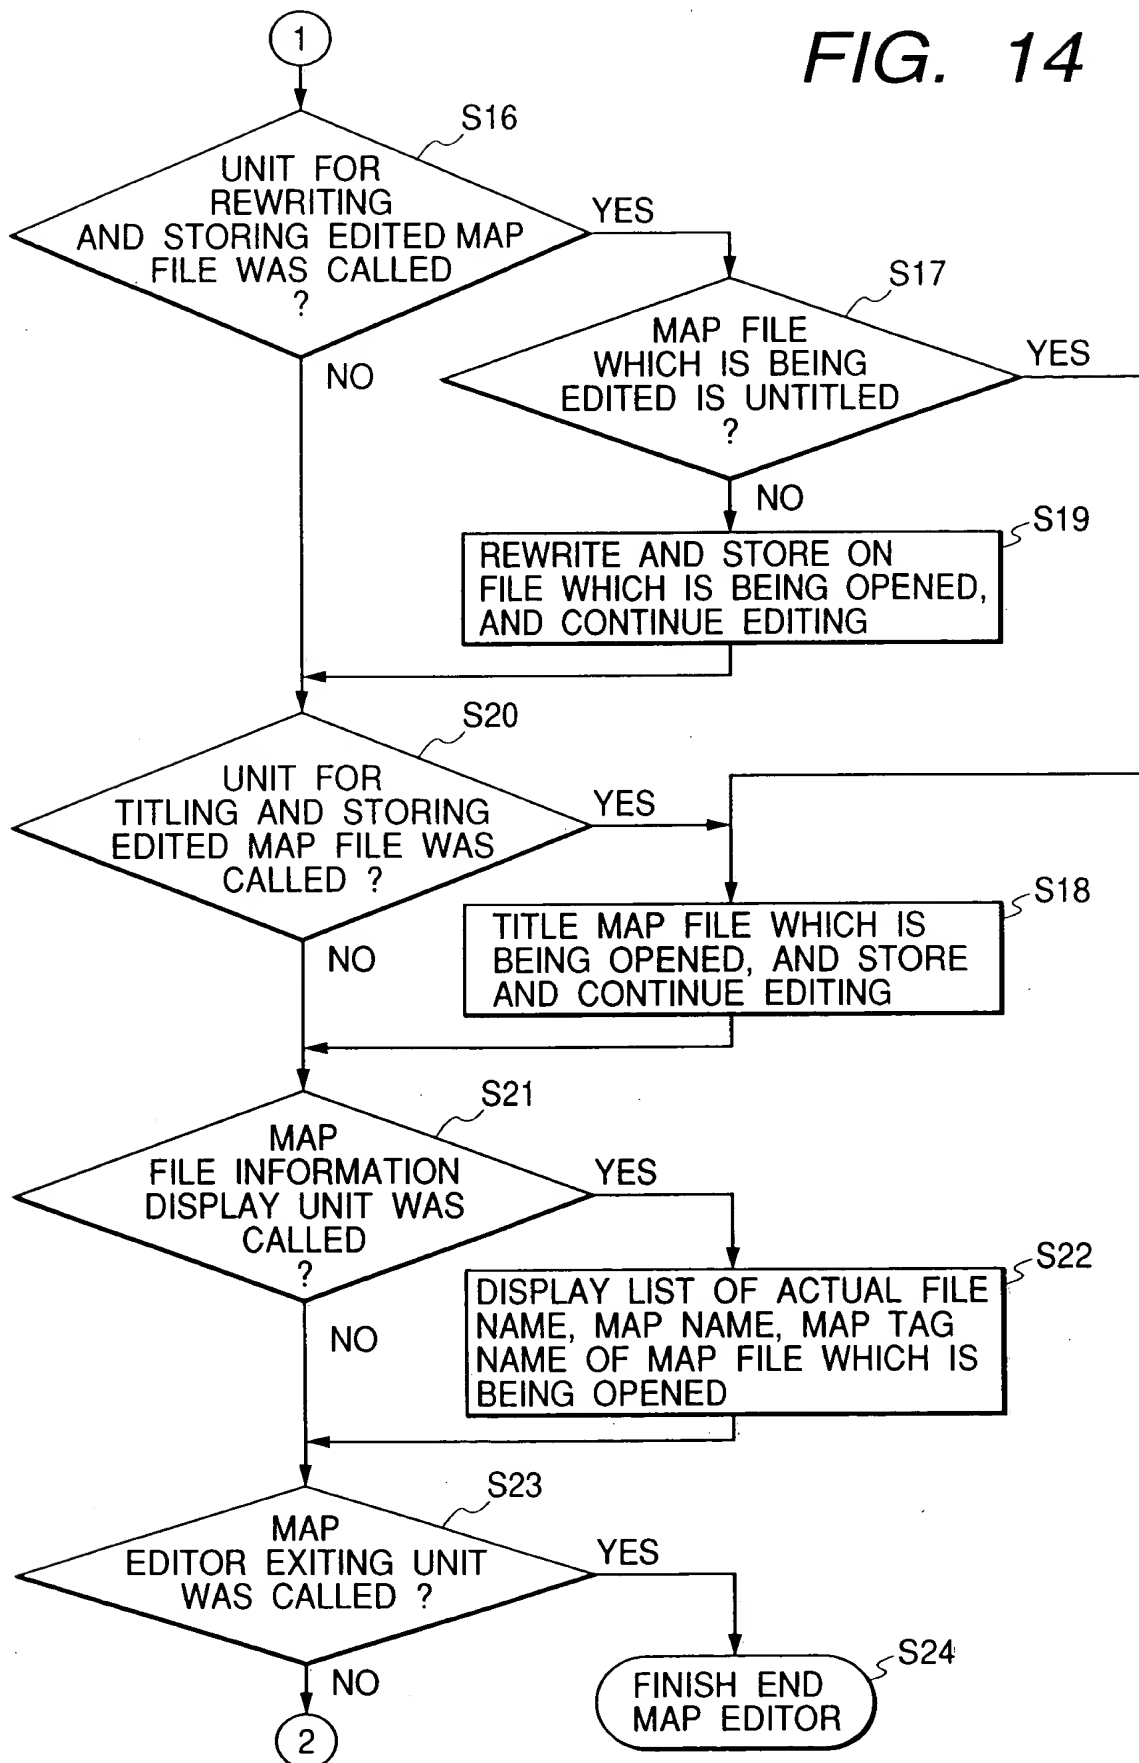 1
FIG. 14
S16
UNIT FOR
REWRITING
AND STORING EDITED MAP
FILE WAS CALLED
?
YES
NO
S17
MAP FILE
WHICH IS BEING
EDITED IS UNTITLED
?
YES
NO
S19
REWRITE AND STORE ON
FILE WHICH IS BEING OPENED,
AND CONTINUE EDITING
S20
UNIT FOR
TITLING AND STORING
EDITED MAP FILE WAS
CALLED ?
YES
NO
S18
TITLE MAP FILE WHICH IS
BEING OPENED, AND STORE
AND CONTINUE EDITING
S21
MAP
FILE INFORMATION
DISPLAY UNIT WAS
CALLED
?
YES
NO
S22
DISPLAY LIST OF ACTUAL FILE
NAME, MAP NAME, MAP TAG
NAME OF MAP FILE WHICH IS
BEING OPENED
S23
MAP
EDITOR EXITING UNIT
WAS CALLED ?
YES
NO
S24
FINISH END
MAP EDITOR
2